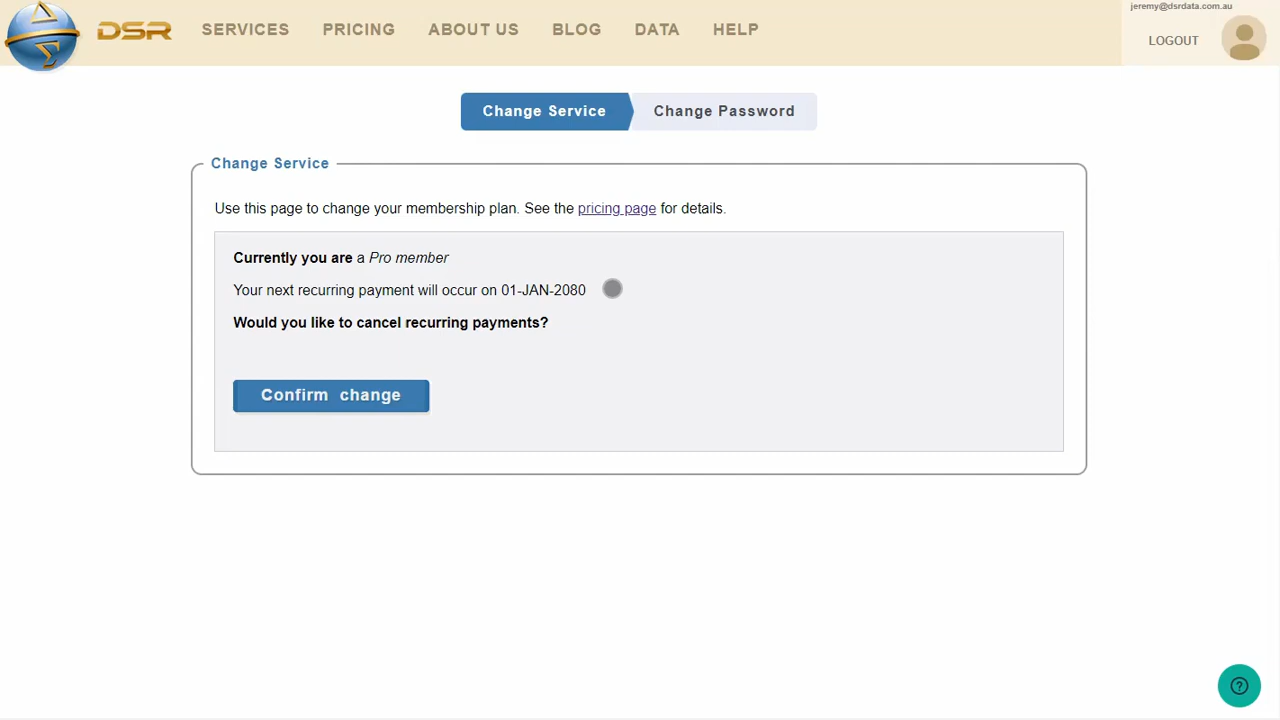 jeremy@dsrdata.com.au
DSR SERVICES PRICING ABOUT US BLOG DATA HELP LOGOUT
Change Service Change Password
Change Service
Use this page to change your membership plan. See the pricing page for details.
Currently you are a Pro member
Your next recurring payment will occur on 01-JAN-2080
Would you like to cancel recurring payments?
Confirm change